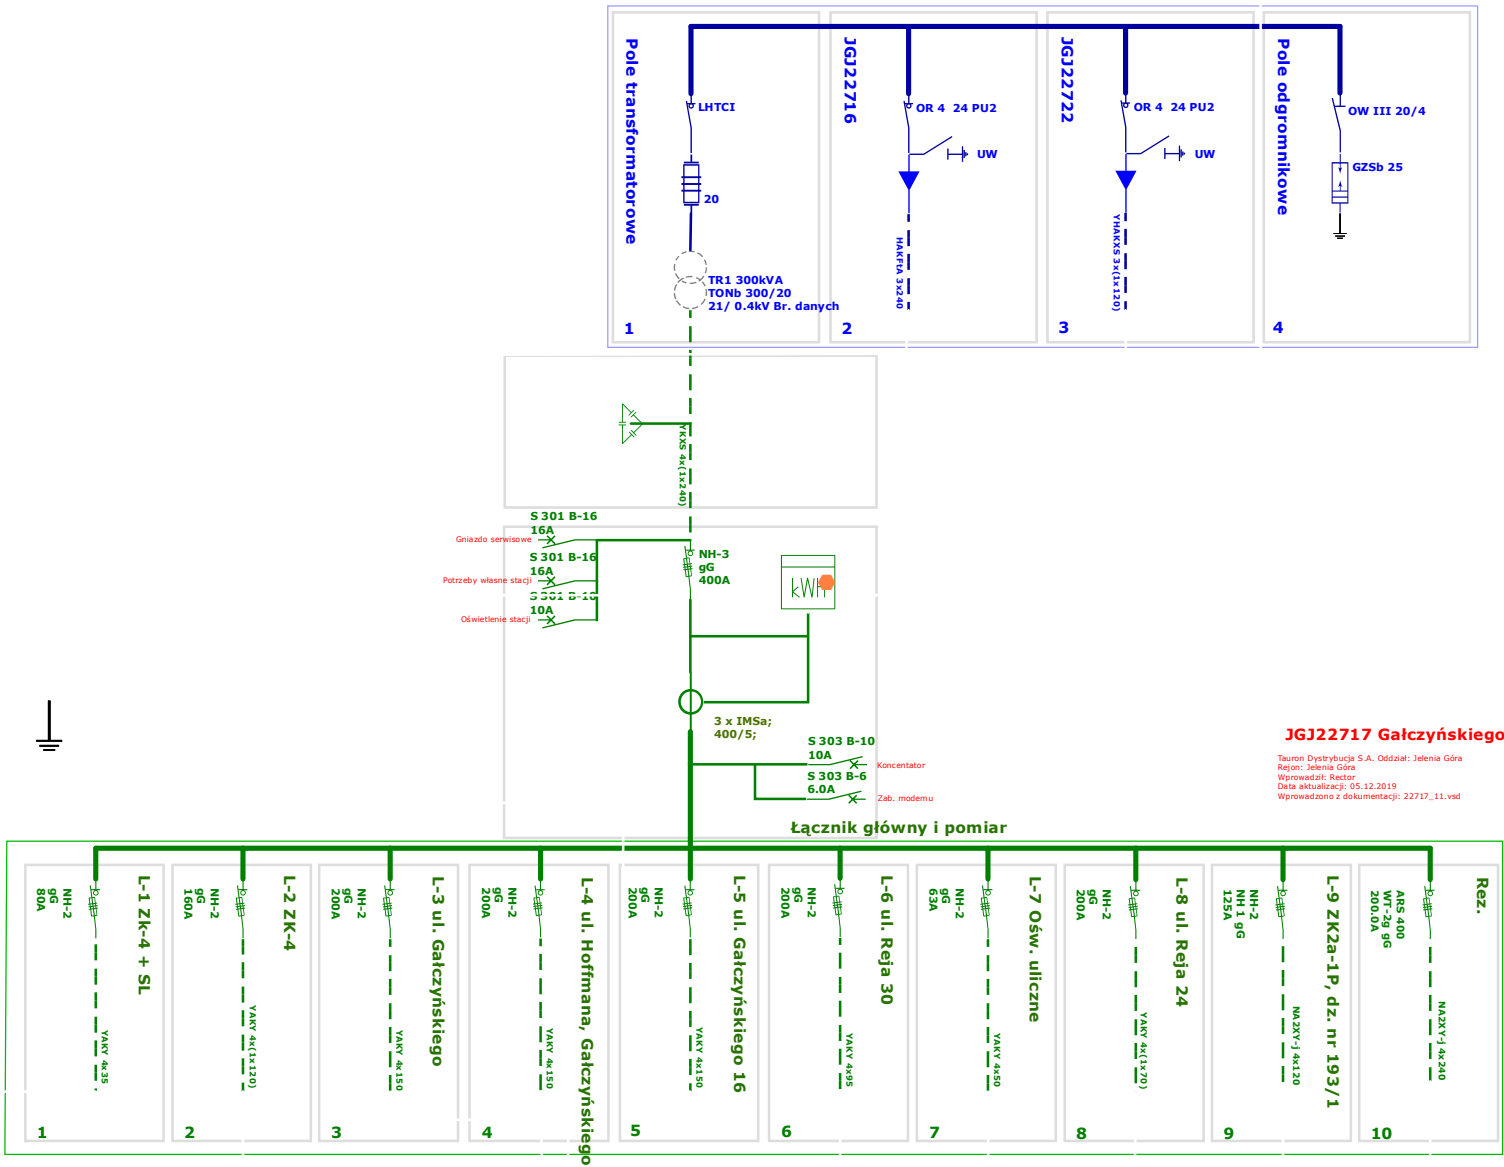 Pole transformatorowe
LHTCI
20
TR1 300kVA
TONb 300/20
21/ 0.4kV Br. danych
1
JGJ22716
OR 4  24 PU2
UW
HAKFtA 3x240
2
JGJ22722
OR 4  24 PU2
UW
YHAKXS 3x(1x120)
3
Pole odgromnikowe
OW III 20/4
GZSb 25
4
YKXS 4x(1x240)
S 301 B-16
16A
Gniazdo serwisowe
S 301 B-16
16A
Potrzeby własne stacji
S 301 B-10
10A
Oświetlenie stacji
NH-3
gG
400A
kWh
3 x IMSa;
400/5;
S 303 B-10
10A
Koncentator
S 303 B-6
6.0A
Zab. modemu
Łącznik główny i pomiar
JGJ22717 Gałczyńskiego
Tauron Dystrybucja S.A. Oddział: Jelenia Góra
Rejon: Jelenia Góra
Wprowadził: Rector
Data aktualizacji: 05.12.2019
Wprowadzono z dokumentacji: 22717_11.vsd
L-1 Zk-4 + SL
NH-2
gG
80A
YAKY 4x35
1
L-2 ZK-4
NH-2
gG
160A
YAKY 4x(1x120)
2
L-3 ul. Gałczyńskiego
NH-2
gG
200A
YAKY 4x150
3
L-4 ul. Hoffmana, Gałczyńskiego
NH-2
gG
200A
YAKY 4x150
4
L-5 ul. Gałczyńskiego 16
NH-2
gG
200A
YAKY 4x150
5
L-6 ul. Reja 30
NH-2
gG
200A
YAKY 4x95
6
L-7 Ośw. uliczne
NH-2
gG
63A
YAKY 4x50
7
L-8 ul. Reja 24
NH-2
gG
200A
YAKY 4x(1x70)
8
L-9 ZK2a-1P, dz. nr 193/1
NH-2
NH 1 gG
125A
NA2XY-j 4x120
9
Rez.
ARS 400
WT-2g gG
200.0A
NA2XY-j 4x240
10